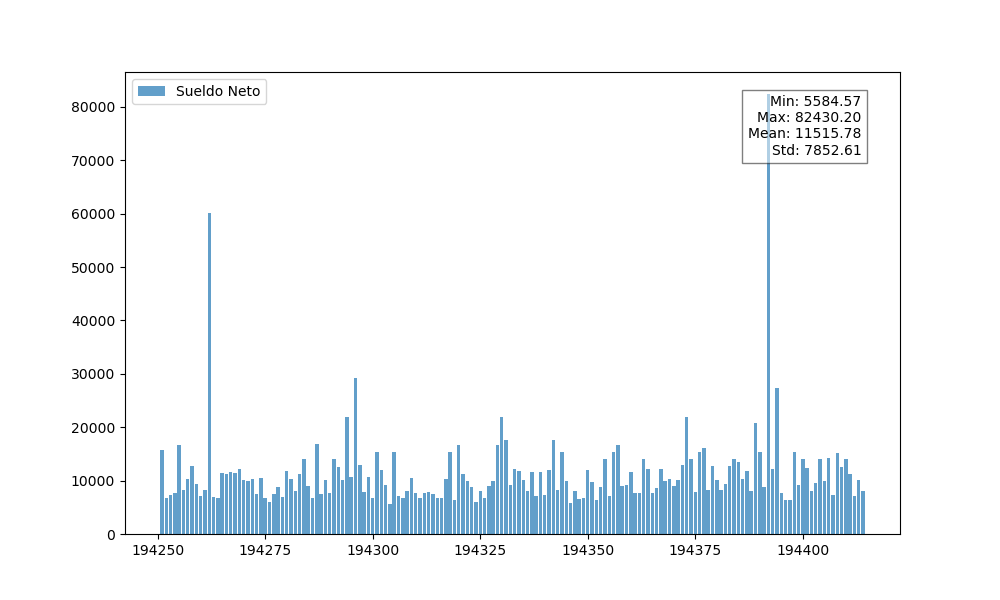 Sueldo Neto
Min: 5584.57
Max: 82430.20
Mean: 11515.78
Std: 7852.61
80000
70000
60000
50000
40000
30000
20000
10000
0
194250 194275 194300 194325 194350 194375 194400